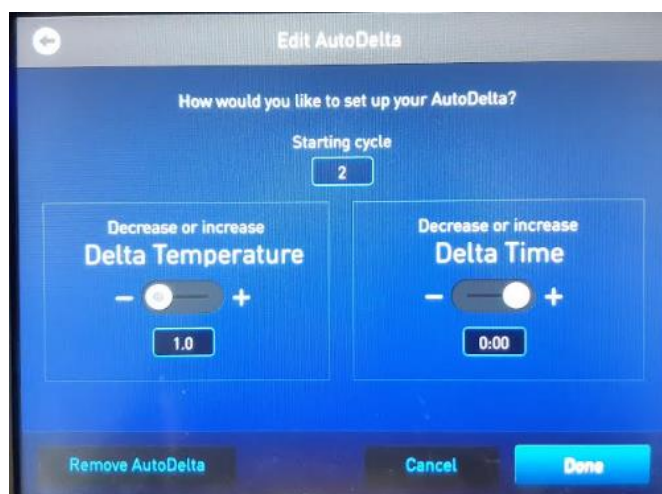 Edit AutoDelta
How would you like to set up your AutoDelta?
Starting cycle
2
Decrease or increase
Delta Temperature
− +
1.0
Decrease or increase
Delta Time
− +
0:00
Remove AutoDelta
Cancel
Done